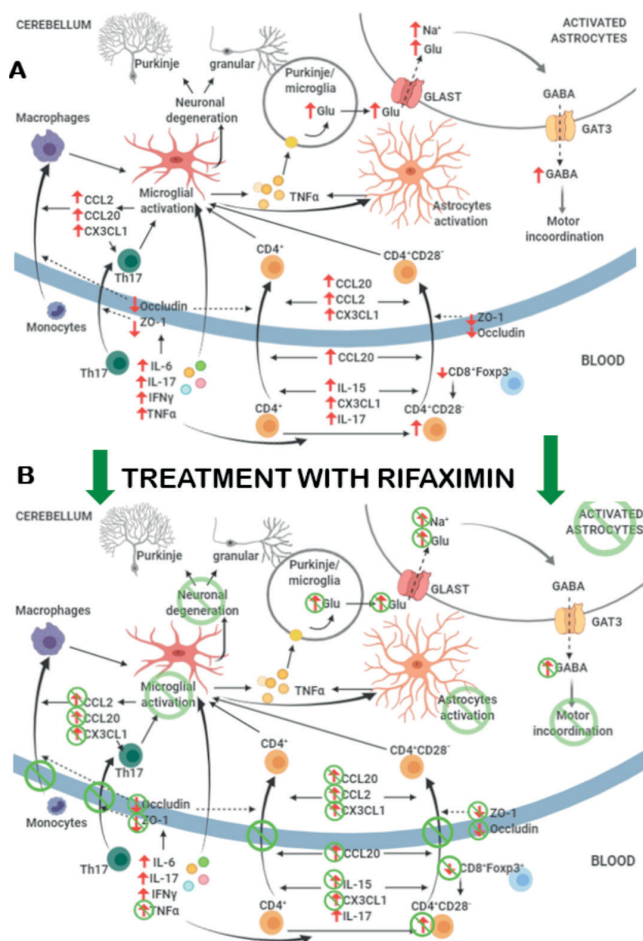 CEREBELLUM
ACTIVATED
ASTROCYTES
A
Purkinje
granular
Purkinje/
microglia
Na⁺
Glu
Glu
Glu
GLAST
GABA
GAT3
GABA
Motor
incoordination
Neuronal
degeneration
Macrophages
Microglial
activation
TNFα
Astrocytes
activation
CCL2
CCL20
CX3CL1
Th17
CD4⁺
CD4⁺CD28⁻
CCL20
CCL2
CX3CL1
Occludin
ZO-1
ZO-1
Occludin
Monocytes
CCL20
BLOOD
Th17
IL-6
IL-17
IFNγ
TNFα
IL-15
CX3CL1
IL-17
CD8⁺Foxp3⁺
CD4⁺
CD4⁺CD28⁻
B
TREATMENT WITH RIFAXIMIN
CEREBELLUM
ACTIVATED
ASTROCYTES
Purkinje
granular
Purkinje/
microglia
Na⁺
Glu
Glu
Glu
GLAST
GABA
GAT3
GABA
Motor
incoordination
Neuronal
degeneration
Macrophages
Microglial
activation
TNFα
Astrocytes
activation
CCL2
CCL20
CX3CL1
Th17
CD4⁺
CD4⁺CD28⁻
CCL20
CCL2
CX3CL1
Occludin
ZO-1
ZO-1
Occludin
Monocytes
CCL20
BLOOD
Th17
IL-6
IL-17
IFNγ
TNFα
IL-15
CX3CL1
IL-17
CD8⁺Foxp3⁺
CD4⁺
CD4⁺CD28⁻